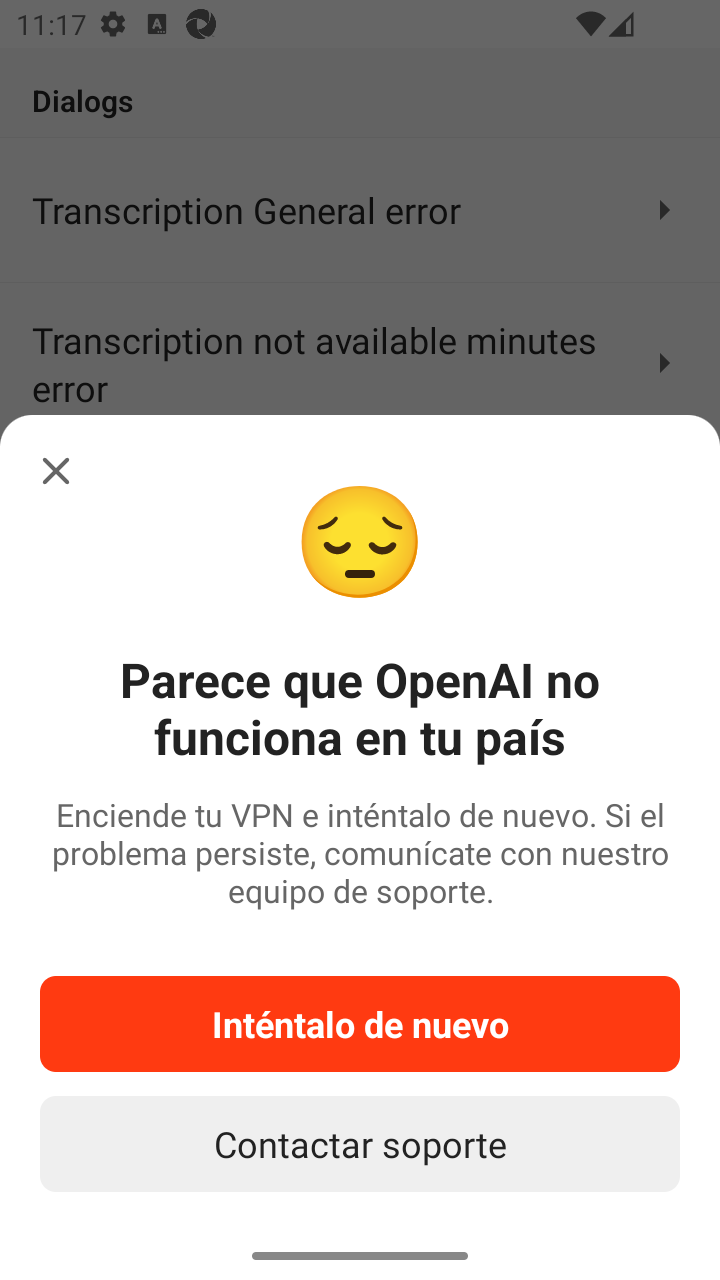 11:17
Dialogs
Transcription General error
Transcription not available minutes
error
Parece que OpenAI no
funciona en tu país
Enciende tu VPN e inténtalo de nuevo. Si el
problema persiste, comunícate con nuestro
equipo de soporte.
Inténtalo de nuevo
Contactar soporte